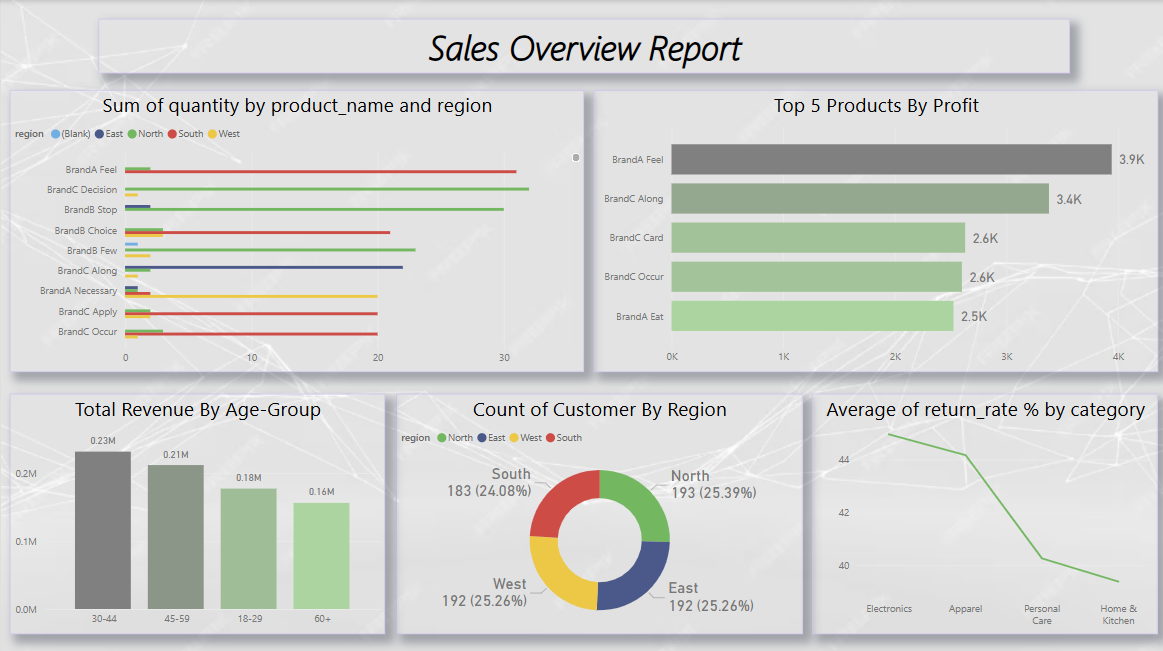 Sales Overview Report
Sum of quantity by product_name and region
region (Blank) East North South West
BrandA Feel
BrandC Decision
BrandB Stop
BrandB Choice
BrandB Few
BrandC Along
BrandA Necessary
BrandC Apply
BrandC Occur
0 10 20 30
Top 5 Products By Profit
BrandA Feel 3.9K
BrandC Along 3.4K
BrandC Card 2.6K
BrandC Occur 2.6K
BrandA Eat 2.5K
0K 1K 2K 3K 4K
Total Revenue By Age-Group
0.2M
0.1M
0.0M
0.23M
0.21M
0.18M
0.16M
30-44 45-59 18-29 60+
Count of Customer By Region
region North East West South
South
183 (24.08%)
North
193 (25.39%)
West
192 (25.26%)
East
192 (25.26%)
Average of return_rate % by category
44
42
40
Electronics Apparel Personal Care Home & Kitchen